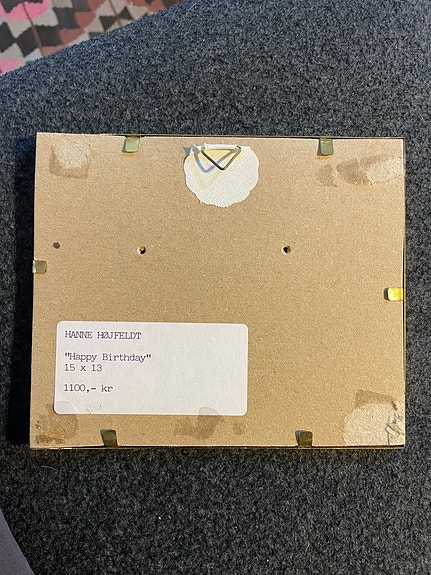 HANNE HØJFELDT
"Happy Birthday"
15 x 13
1100,- kr